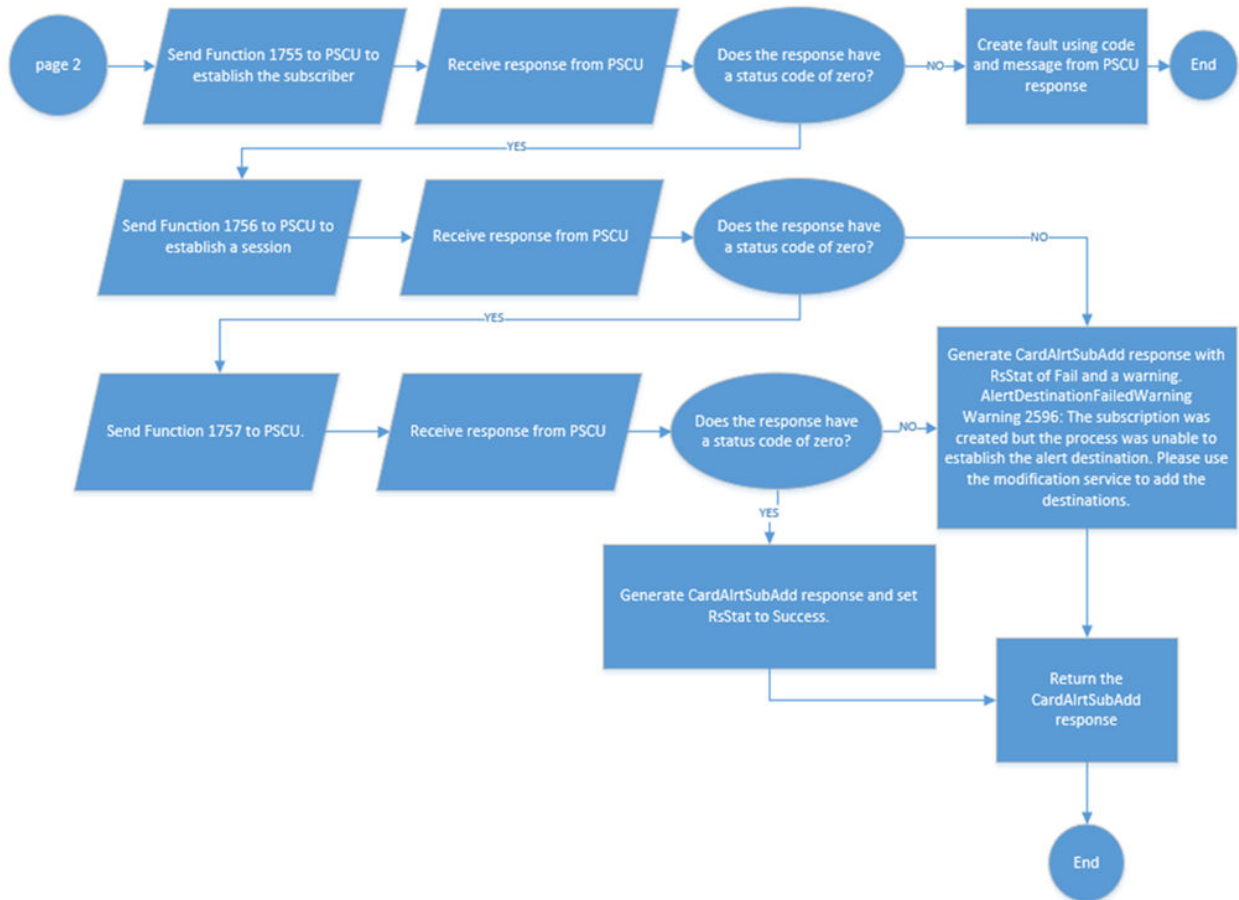 page 2
Send Function 1755 to PSCU to
establish the subscriber
Receive response from PSCU
Does the response have
a status code of zero?
NO
Create fault using code
and message from PSCU
response
End
YES
Send Function 1756 to PSCU to
establish a session
Receive response from PSCU
Does the response have
a status code of zero?
NO
YES
Send Function 1757 to PSCU.
Receive response from PSCU
Does the response have
a status code of zero?
NO
Generate CardAlrtSubAdd response with
RsStat of Fail and a warning.
AlertDestinationFailedWarning
Warning 2596: The subscription was
created but the process was unable to
establish the alert destination. Please use
the modification service to add the
destinations.
YES
Generate CardAlrtSubAdd response and set
RsStat to Success.
Return the
CardAlrtSubAdd
response
End